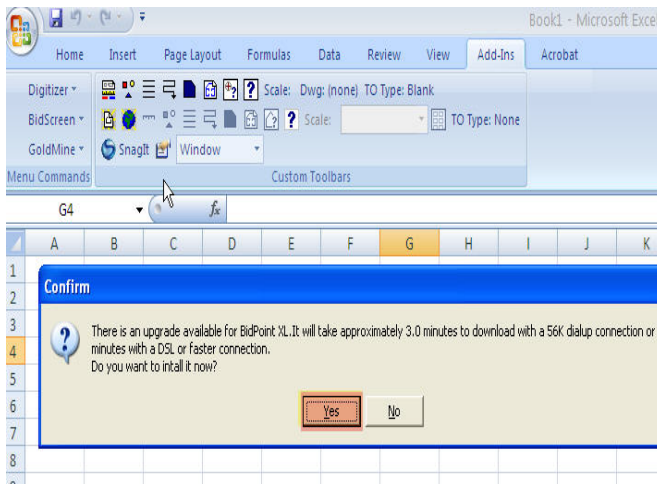 Book1 - Microsoft Excel
Home Insert Page Layout Formulas Data Review View Add-Ins Acrobat
Digitizer Scale: Dwg: (none) TO Type: Blank
BidScreen Scale: TO Type: None
GoldMine SnagIt Window
Menu Commands Custom Toolbars
G4 fx
A B C D E F G H I J K
1
2
3
4
5
6
7
8
Confirm
There is an upgrade available for BidPoint XL.It will take approximately 3.0 minutes to download with a 56K dialup connection or
minutes with a DSL or faster connection.
Do you want to intall it now?
Yes No